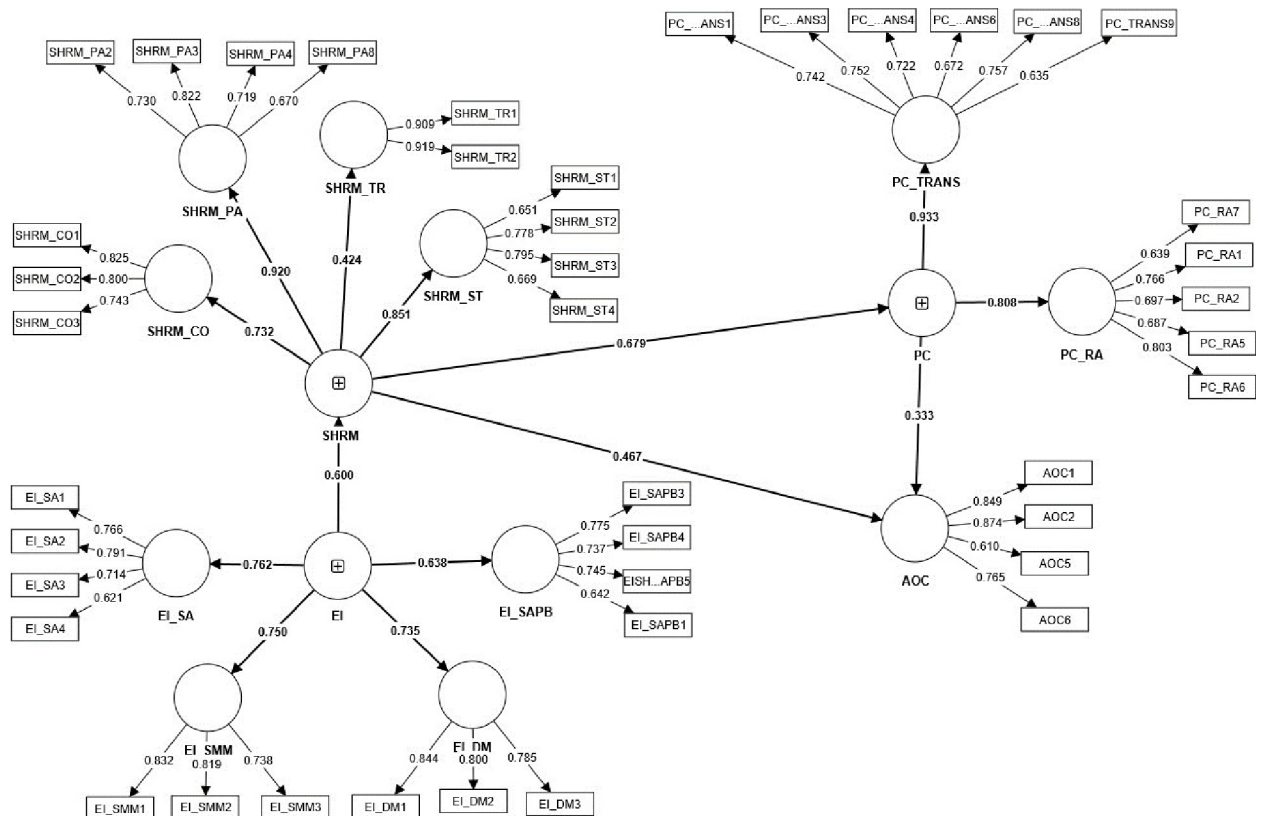 PC_...ANS1
PC_...ANS3
PC_...ANS4
PC_...ANS6
PC_...ANS8
PC_TRANS9
0.742
0.752
0.722
0.672
0.757
0.635
PC_TRANS
SHRM_PA2
SHRM_PA3
SHRM_PA4
SHRM_PA8
0.730
0.822
0.719
0.670
SHRM_PA
SHRM_TR1
SHRM_TR2
0.909
0.919
SHRM_TR
SHRM_ST1
SHRM_ST2
SHRM_ST3
SHRM_ST4
0.651
0.778
0.795
0.669
SHRM_ST
SHRM_CO1
SHRM_CO2
SHRM_CO3
0.825
0.800
0.743
SHRM_CO
0.732
0.920
0.424
0.851
SHRM
0.679
0.467
0.600
0.933
0.808
PC
0.333
PC_RA7
PC_RA1
PC_RA2
PC_RA5
PC_RA6
0.639
0.766
0.697
0.687
0.803
PC_RA
AOC1
AOC2
AOC5
AOC6
0.849
0.874
0.610
0.765
AOC
EI_SA1
EI_SA2
EI_SA3
EI_SA4
0.766
0.791
0.714
0.621
EI_SA
0.762
EI
0.638
0.750
0.735
EI_SAPB3
EI_SAPB4
EISH...APB5
EI_SAPB1
0.775
0.737
0.745
0.642
EI_SAPB
EI_SMM
0.832
0.819
0.738
EI_SMM1
EI_SMM2
EI_SMM3
EI_DM
0.844
0.800
0.785
EI_DM1
EI_DM2
EI_DM3